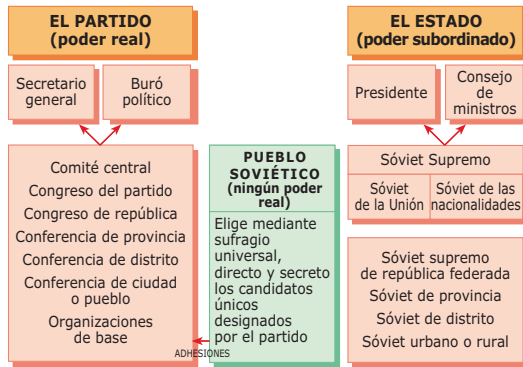 EL PARTIDO
(poder real)
Secretario
general
Buró
político
Comité central
Congreso del partido
Congreso de república
Conferencia de provincia
Conferencia de distrito
Conferencia de ciudad
o pueblo
Organizaciones
de base
ADHESIONES
PUEBLO
SOVIÉTICO
(ningún poder
real)
Elige mediante
sufragio
universal,
directo y secreto
los candidatos
únicos
designados
por el partido
EL ESTADO
(poder subordinado)
Presidente
Consejo
de
ministros
Sóviet Supremo
Sóviet
de la Unión
Sóviet de las
nacionalidades
Sóviet supremo
de república federada
Sóviet de provincia
Sóviet de distrito
Sóviet urbano o rural